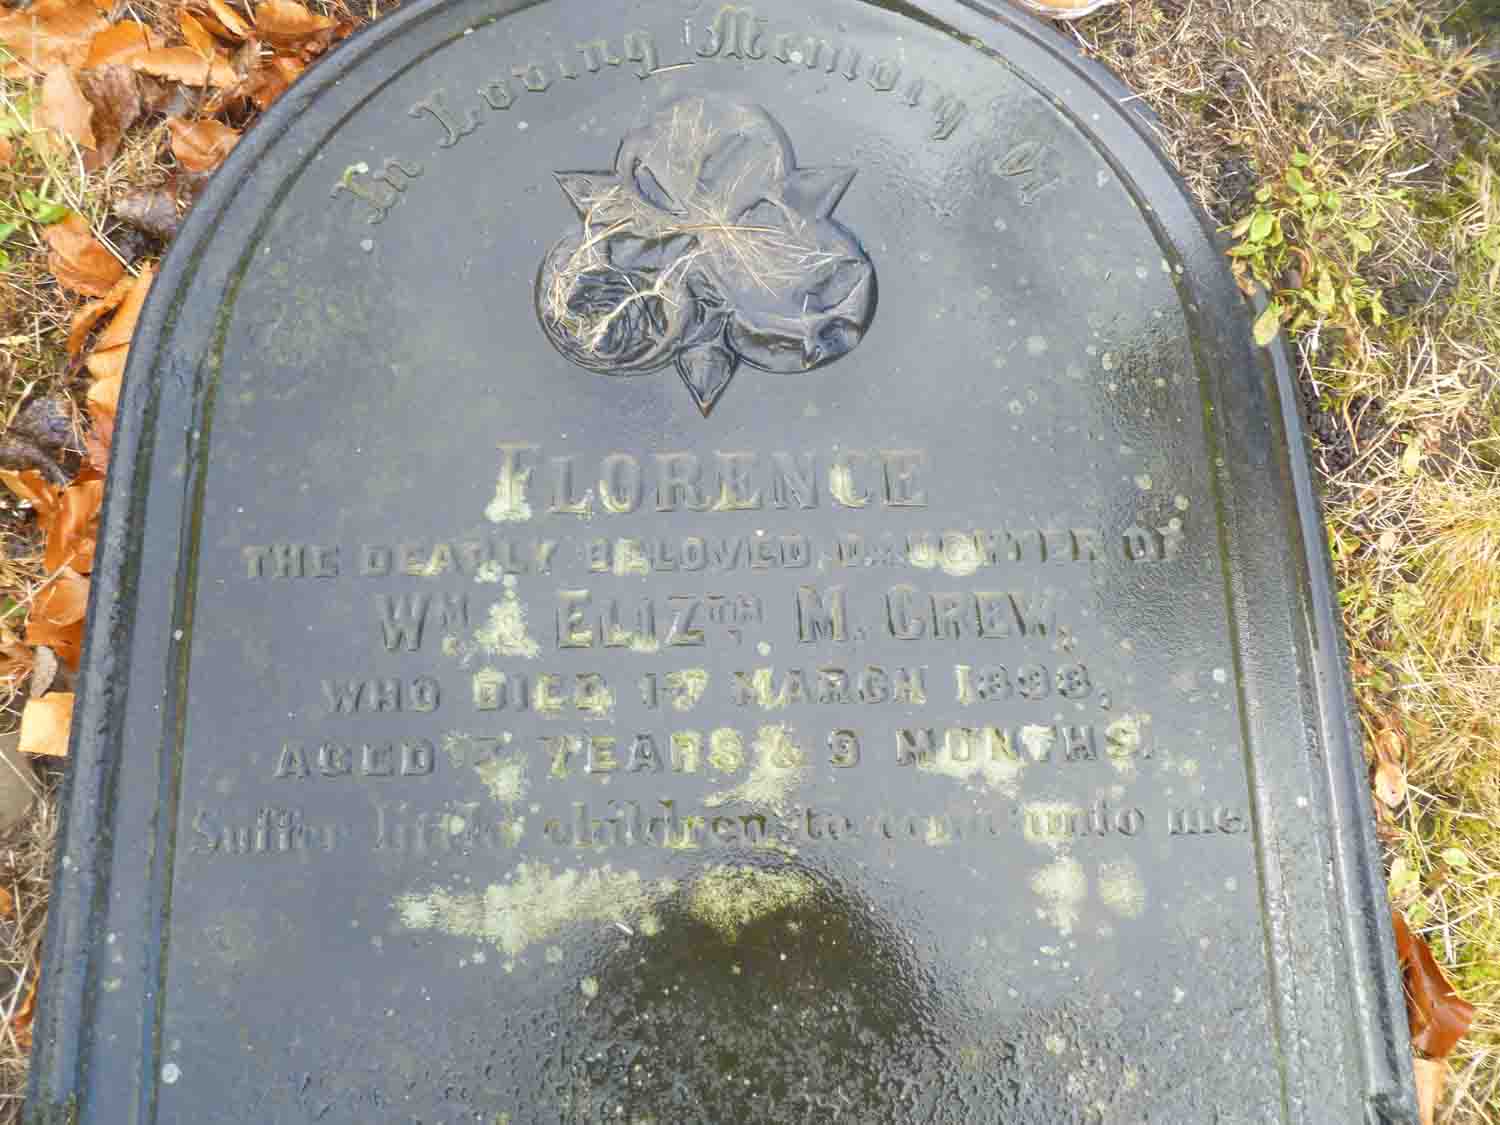 In Loving Memory of
FLORENCE
THE DEARLY BELOVED DAUGHTER OF
WM & ELIZTH M. CREW,
WHO DIED 17 MARCH 1888,
AGED YEARS & 9 MONTHS.
Suffer little children to come unto me.